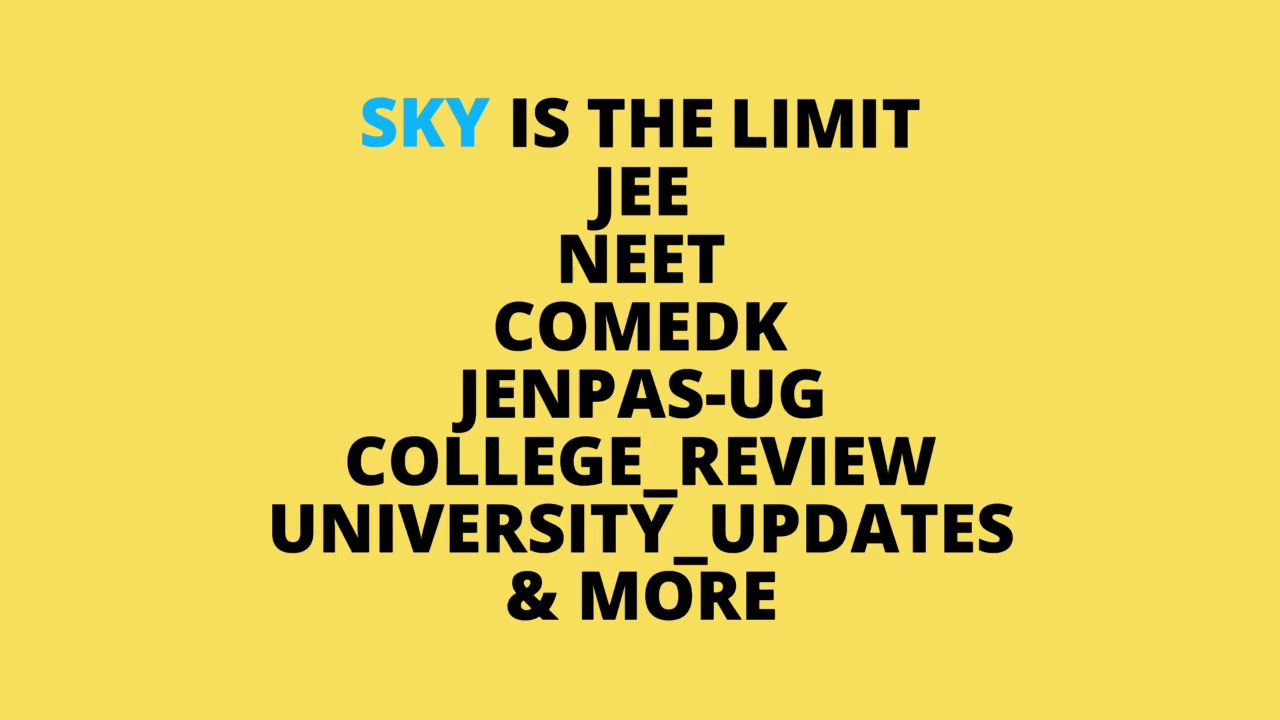 SKY IS THE LIMIT
JEE
NEET
COMEDK
JENPAS-UG
COLLEGE_REVIEW
UNIVERSITY_UPDATES
& MORE